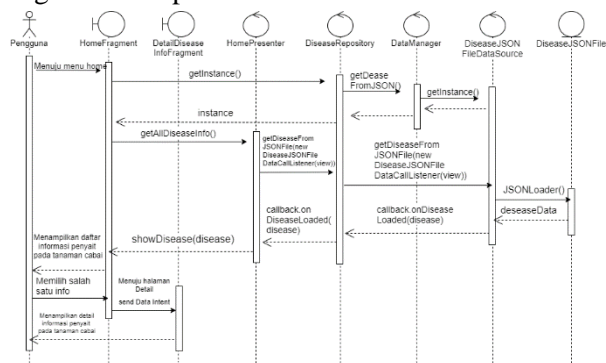 Pengguna
HomeFragment
DetailDisease
InfoFragment
HomePresenter
DiseaseRepository
DataManager
DiseaseJSON
FileDataSource
DiseaseJSONFile
Menuju menu home
getInstance()
getDease
FromJSON()
getInstance()
instance
getAllDiseaseInfo()
getDiseaseFrom
JSONFile(new
DiseaseJSONFile
DataCallListener(view))
getDiseaseFrom
JSONFile(new
DiseaseJSONFile
DataCallListener(view))
JSONLoader()
deseaseData
callback.onDisease
Loaded(disease)
callback.on
DiseaseLoaded(
disease)
showDisease(disease)
Menampilkan daftar
informasi penyait
pada tanaman cabai
Memilih salah
satu info
Menuju halaman
Detail
send Data Intent
Menampilkan detail
informasi penyait
pada tanaman cabai